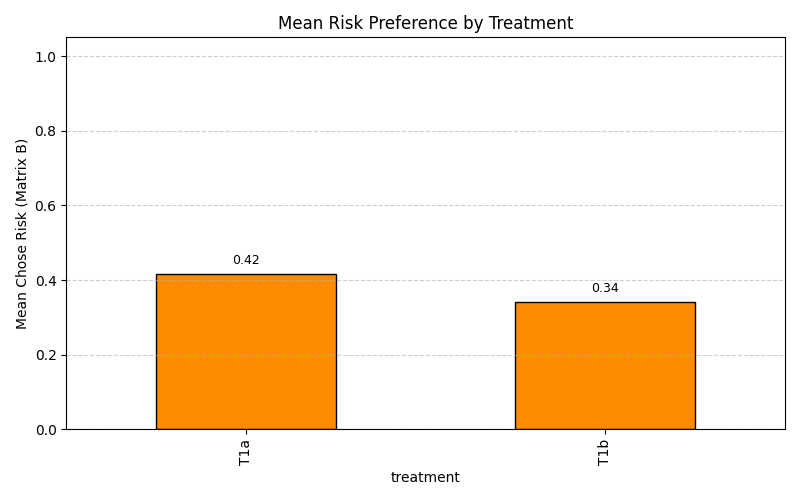 Mean Risk Preference by Treatment
Mean Chose Risk (Matrix B)
1.0
0.8
0.6
0.4
0.2
0.0
0.42
0.34
T1a
T1b
treatment